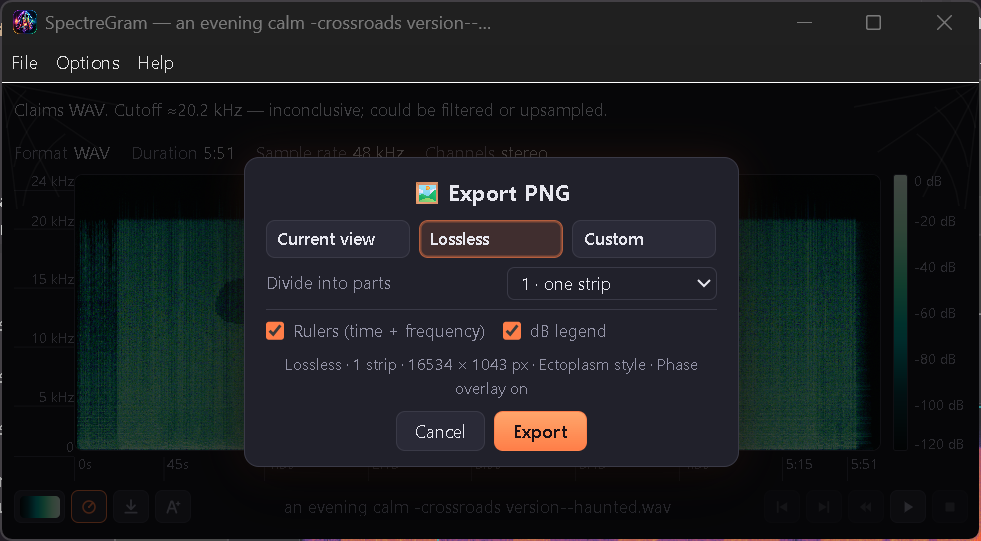 SpectreGram — an evening calm -crossroads version--...
File Options Help
Claims WAV. Cutoff ≈20.2 kHz — inconclusive; could be filtered or upsampled.
Format WAV Duration 5:51 Sample rate 48 kHz Channels stereo
Export PNG
Current view Lossless Custom
Divide into parts 1 · one strip
Rulers (time + frequency) dB legend
Lossless · 1 strip · 16534 × 1043 px · Ectoplasm style · Phase
overlay on
Cancel Export
24 kHz
20 kHz
15 kHz
10 kHz
5 kHz
0
0 dB
-20 dB
-40 dB
-60 dB
-80 dB
-100 dB
-120 dB
0s 45s 5:15 5:51
A+
an evening calm -crossroads version--haunted.wav